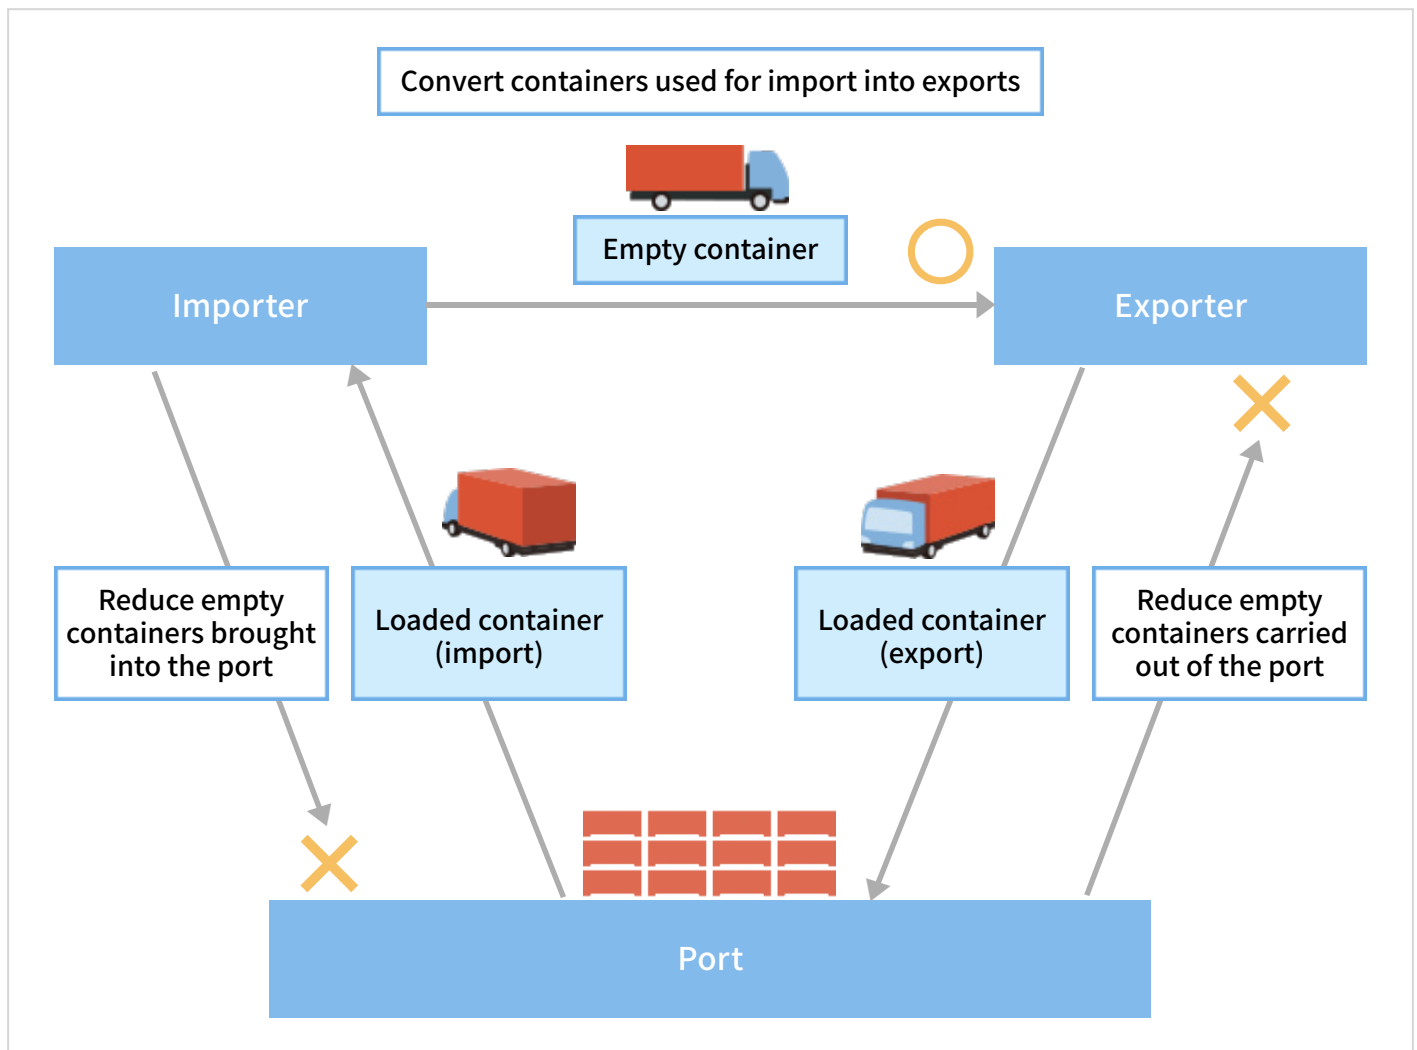 Convert containers used for import into exports
Empty container
Importer
Exporter
Reduce empty
containers brought
into the port
Loaded container
(import)
Loaded container
(export)
Reduce empty
containers carried
out of the port
Port